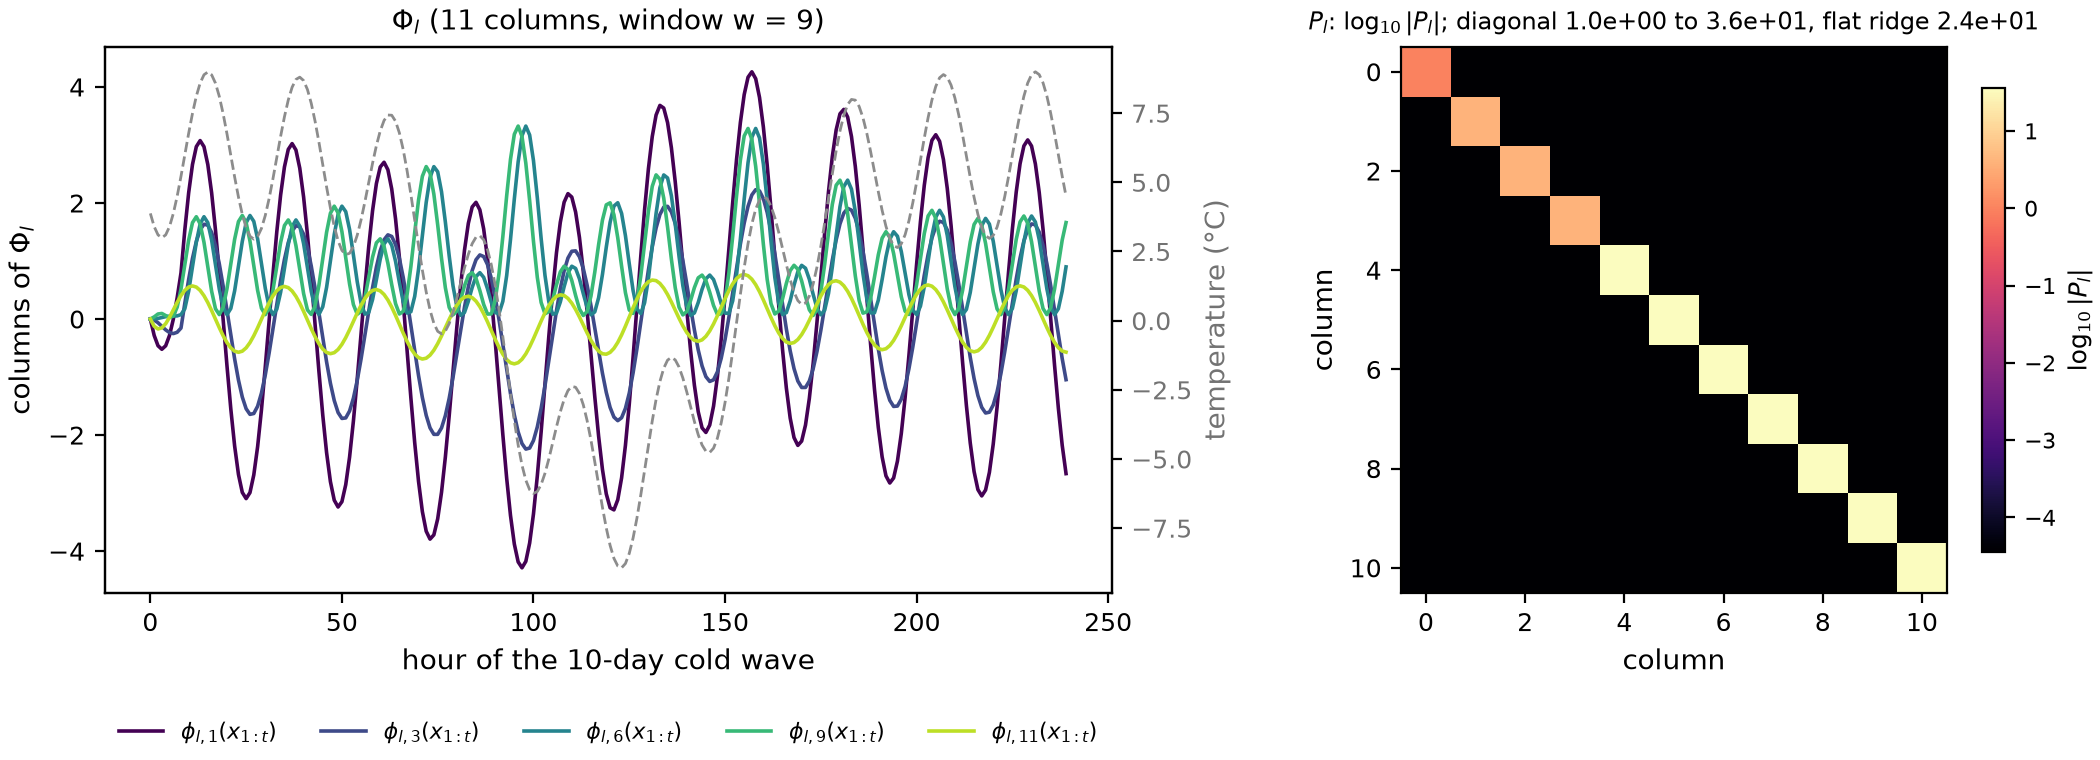 Φ_l (11 columns, window w = 9)
4
2
0
−2
−4
columns of Φ_l
7.5
5.0
2.5
0.0
−2.5
−5.0
−7.5
temperature (°C)
0 50 100 150 200 250
hour of the 10-day cold wave
ϕ_{l,1}(x_{1:t}) ϕ_{l,3}(x_{1:t}) ϕ_{l,6}(x_{1:t}) ϕ_{l,9}(x_{1:t}) ϕ_{l,11}(x_{1:t})
P_l: log₁₀ |P_l|; diagonal 1.0e+00 to 3.6e+01, flat ridge 2.4e+01
0
2
4
6
8
10
column
0 2 4 6 8 10
column
1
0
−1
−2
−3
−4
log₁₀ |P_l|